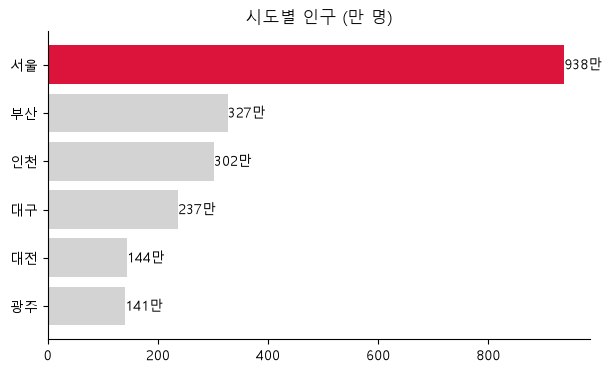 시도별 인구 (만 명)
서울 938만
부산 327만
인천 302만
대구 237만
대전 144만
광주 141만
0 200 400 600 800